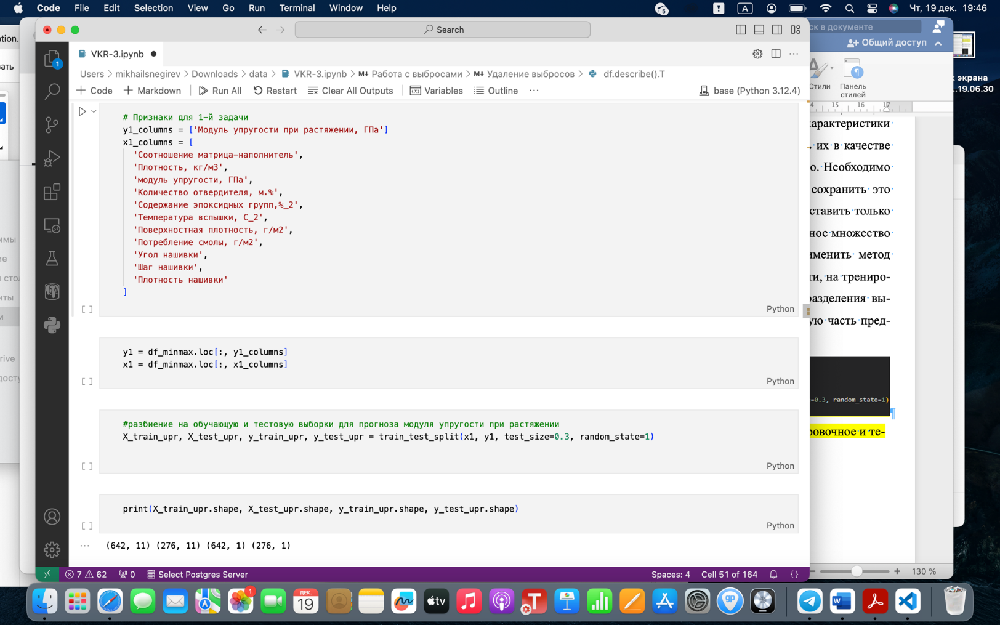 Code File Edit Selection View Go Run Terminal Window Help
5 A Чт, 19 дек. 19:46
Search
VKR-3.ipynb
Users > mikhailsnegirev > Downloads > data > VKR-3.ipynb > M↓ Работа с выбросами > M↓ Удаление выбросов > df.describe().T
+ Code + Markdown Run All Restart Clear All Outputs Variables Outline ... base (Python 3.12.4)
# Признаки для 1-й задачи
y1_columns = ['Модуль упругости при растяжении, ГПа']
x1_columns = [
'Соотношение матрица-наполнитель',
'Плотность, кг/м3',
'модуль упругости, ГПа',
'Количество отвердителя, м.%',
'Содержание эпоксидных групп,%_2',
'Температура вспышки, С_2',
'Поверхностная плотность, г/м2',
'Потребление смолы, г/м2',
'Угол нашивки',
'Шаг нашивки',
'Плотность нашивки'
]
[ ] Python
y1 = df_minmax.loc[:, y1_columns]
x1 = df_minmax.loc[:, x1_columns]
[ ] Python
#разбиение на обучающую и тестовую выборки для прогноза модуля упругости при растяжении
X_train_upr, X_test_upr, y_train_upr, y_test_upr = train_test_split(x1, y1, test_size=0.3, random_state=1)
[ ] Python
print(X_train_upr.shape, X_test_upr.shape, y_train_upr.shape, y_test_upr.shape)
[ ] Python
... (642, 11) (276, 11) (642, 1) (276, 1)
7 62 0 Select Postgres Server Spaces: 4 Cell 51 of 164 {}
1
ск в документе
Общий доступ
Стили
Панель
стилей
к экрана
..19.06.30
15 16 17
характеристики
их в качестве
о. Необходимо
сохранить это
ставить только
ное множество
именить метод
ти, на трениро-
разделения вы-
ую часть пред-
=0.3, random_state=1)
ровочное и те-
130 %
tion.
вать
ммы
ие
сто
нты
и
rive
дост
ДЕК.
19
1
tv
gp